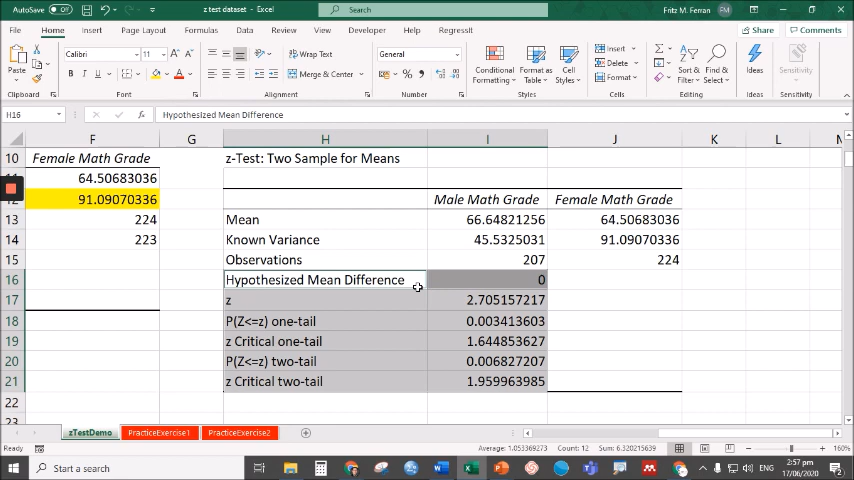 AutoSave Off z test dataset - Excel Search Fritz M. Ferran FM
File Home Insert Page Layout Formulas Data Review View Developer Help Regressit Share Comments
Paste Calibri 11 Wrap Text General Conditional Formatting Format as Table Cell Styles Insert Delete Format Sort & Filter Find & Select Ideas Sensitivity
B I U Merge & Center
Clipboard Font Alignment Number Styles Cells Editing Ideas Sensitivity
H16 fx Hypothesized Mean Difference
F G H I J K L
10 Female Math Grade z-Test: Two Sample for Means
64.50683036
91.09070336 Male Math Grade Female Math Grade
13 224 Mean 66.64821256 64.50683036
14 223 Known Variance 45.5325031 91.09070336
15 Observations 207 224
16 Hypothesized Mean Difference 0
17 z 2.705157217
18 P(Z<=z) one-tail 0.003413603
19 z Critical one-tail 1.644853627
20 P(Z<=z) two-tail 0.006827207
21 z Critical two-tail 1.959963985
22
23
zTestDemo PracticeExercise1 PracticeExercise2
Ready Average: 1.053369273 Count: 12 Sum: 6.320215639 160%
Start a search ENG 2:57 pm
17/06/2020